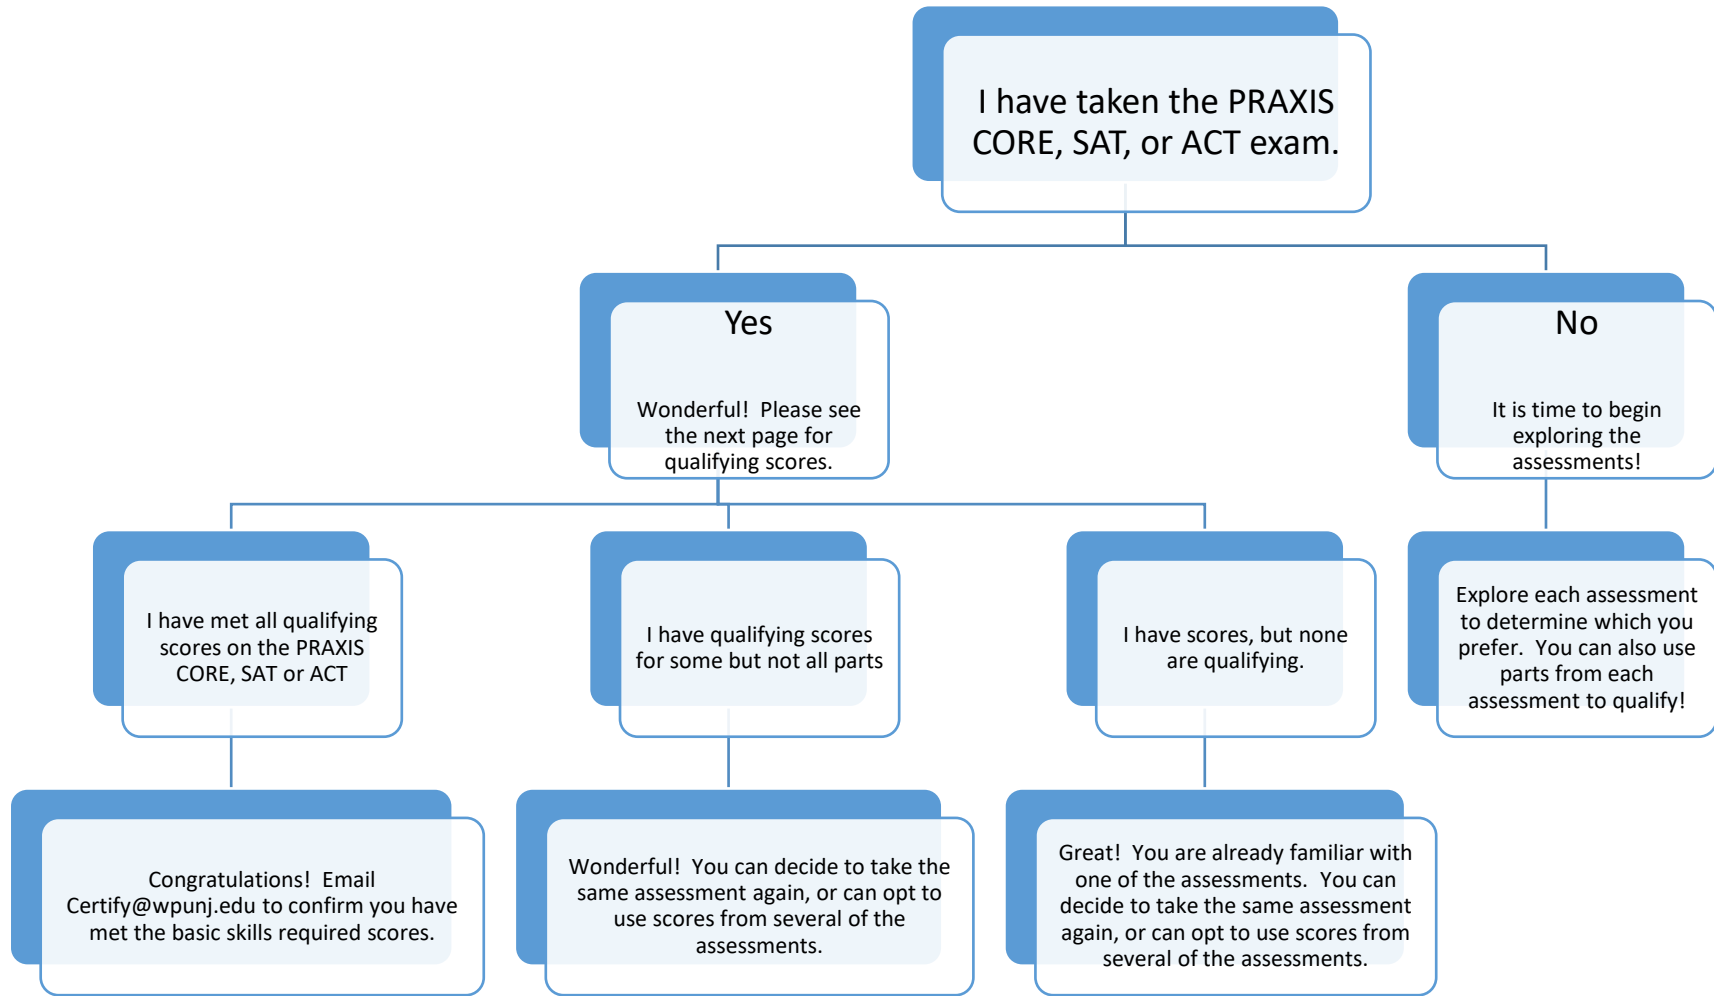 I have taken the PRAXIS
CORE, SAT, or ACT exam.
Yes
Wonderful!  Please see
the next page for
qualifying scores.
No
It is time to begin
exploring the
assessments!
I have met all qualifying
scores on the PRAXIS
CORE, SAT or ACT
I have qualifying scores
for some but not all parts
I have scores, but none
are qualifying.
Explore each assessment
to determine which you
prefer.  You can also use
parts from each
assessment to qualify!
Congratulations!  Email
Certify@wpunj.edu to confirm you have
met the basic skills required scores.
Wonderful!  You can decide to take the
same assessment again, or can opt to
use scores from several of the
assessments.
Great!  You are already familiar with
one of the assessments.  You can
decide to take the same assessment
again, or can opt to use scores from
several of the assessments.